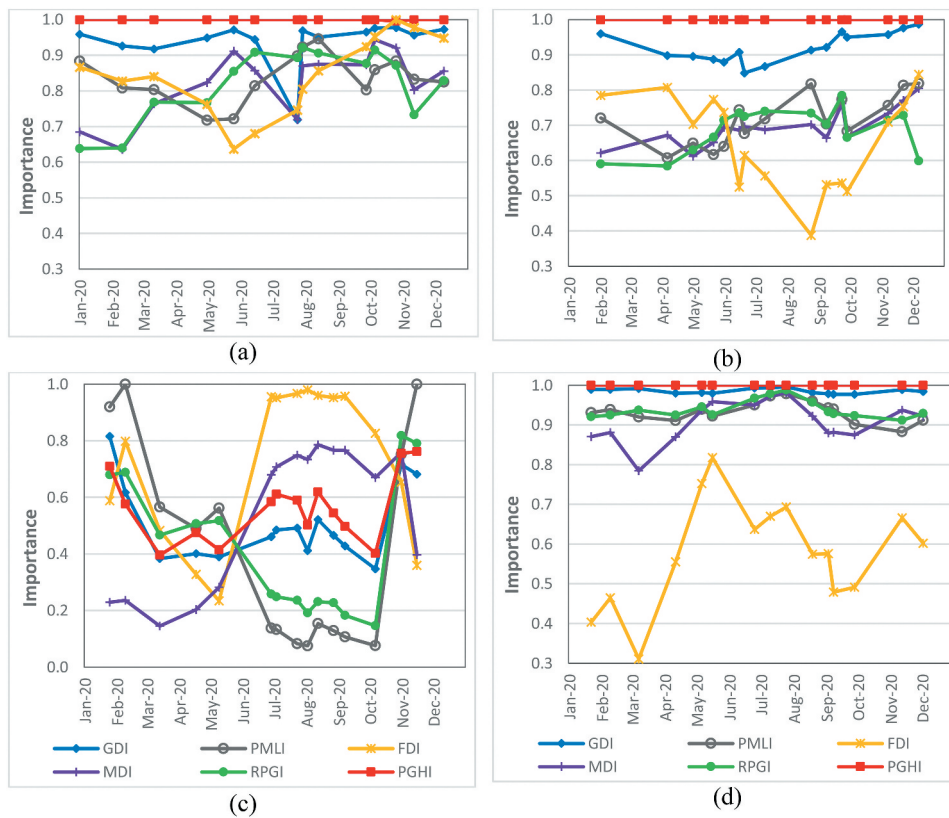 1.0
0.9
0.8
0.7
0.6
0.5
0.4
0.3
Importance
Jan-20
Feb-20
Mar-20
Apr-20
May-20
Jun-20
Jul-20
Aug-20
Sep-20
Oct-20
Nov-20
Dec-20
(a)
1.0
0.9
0.8
0.7
0.6
0.5
0.4
0.3
Importance
Jan-20
Feb-20
Mar-20
Apr-20
May-20
Jun-20
Jul-20
Aug-20
Sep-20
Oct-20
Nov-20
Dec-20
(b)
1.0
0.8
0.6
0.4
0.2
0.0
Importance
Jan-20
Feb-20
Mar-20
Apr-20
May-20
Jun-20
Jul-20
Aug-20
Sep-20
Oct-20
Nov-20
Dec-20
GDI PMLI FDI
MDI RPGI PGHI
(c)
1.0
0.9
0.8
0.7
0.6
0.5
0.4
0.3
Importance
Jan-20
Feb-20
Mar-20
Apr-20
May-20
Jun-20
Jul-20
Aug-20
Sep-20
Oct-20
Nov-20
Dec-20
GDI PMLI FDI
MDI RPGI PGHI
(d)